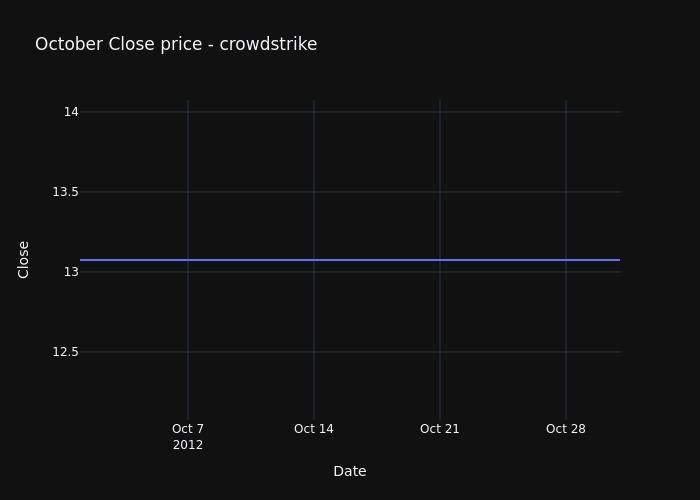 October Close price - crowdstrike
14
13.5
13
12.5
Close
Oct 7
2012
Oct 14
Oct 21
Oct 28
Date